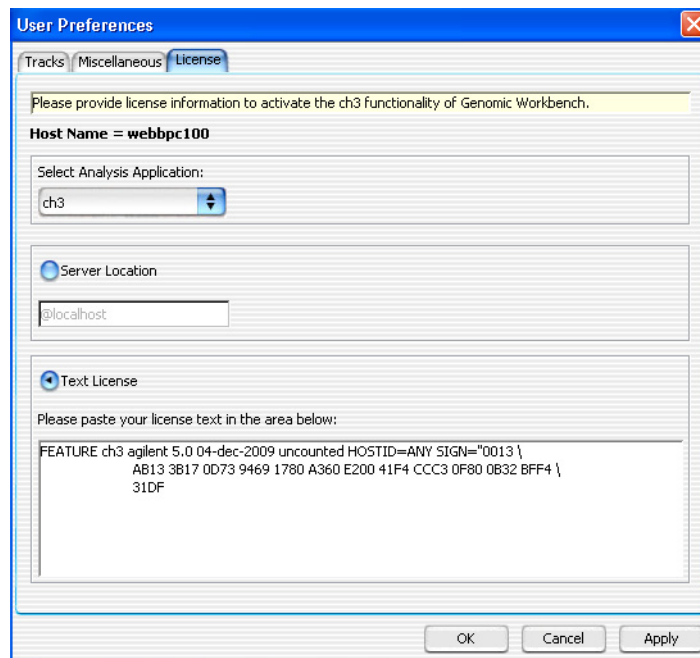 User Preferences
Tracks Miscellaneous License
Please provide license information to activate the ch3 functionality of Genomic Workbench.
Host Name = webbpc100
Select Analysis Application:
ch3
Server Location
@localhost
Text License
Please paste your license text in the area below:
FEATURE ch3 agilent 5.0 04-dec-2009 uncounted HOSTID=ANY SIGN="0013 \
AB13 3B17 0D73 9469 1780 A360 E200 41F4 CCC3 0F80 0B32 BFF4 \
31DF
OK Cancel Apply